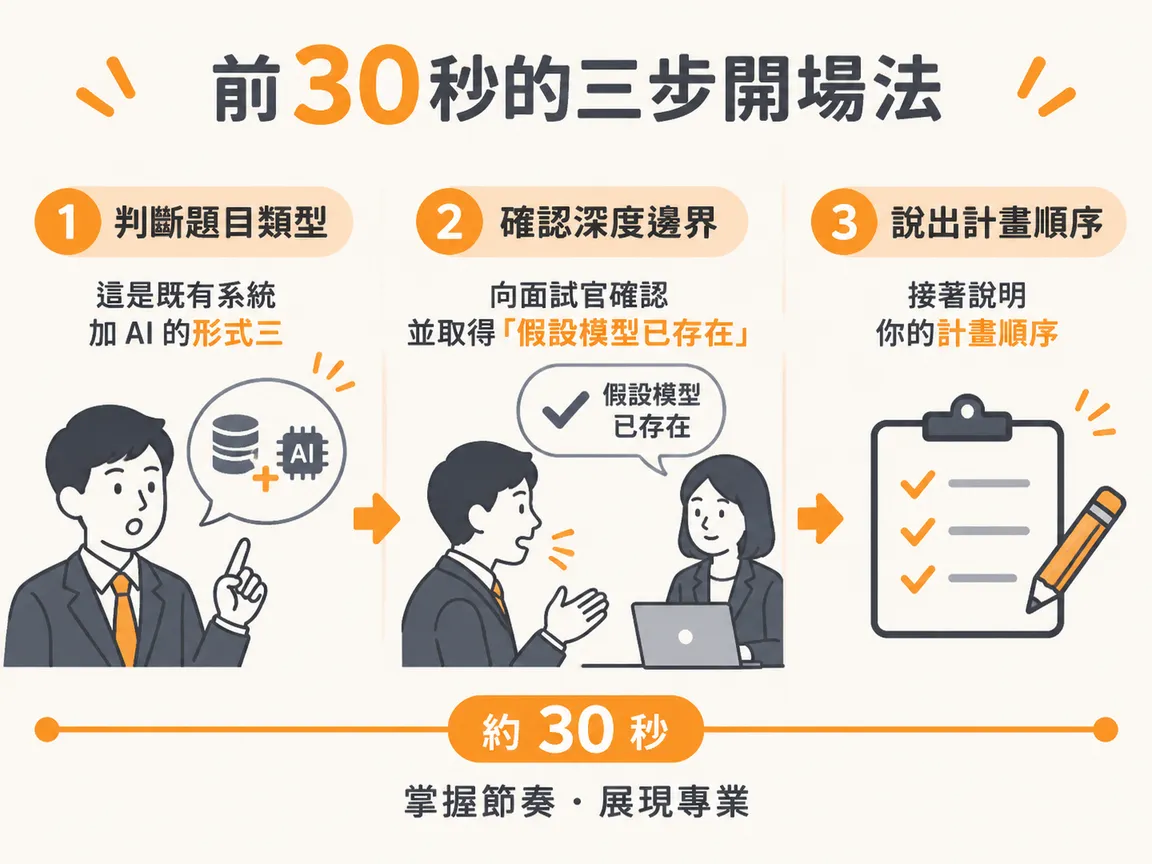 前30秒的三步開場法
1 判斷題目類型
這是既有系統
加 AI 的形式三
AI
2 確認深度邊界
向面試官確認
並取得「假設模型已存在」
假設模型
已存在
3 說出計畫順序
接著說明
你的計畫順序
約 30 秒
掌握節奏・展現專業